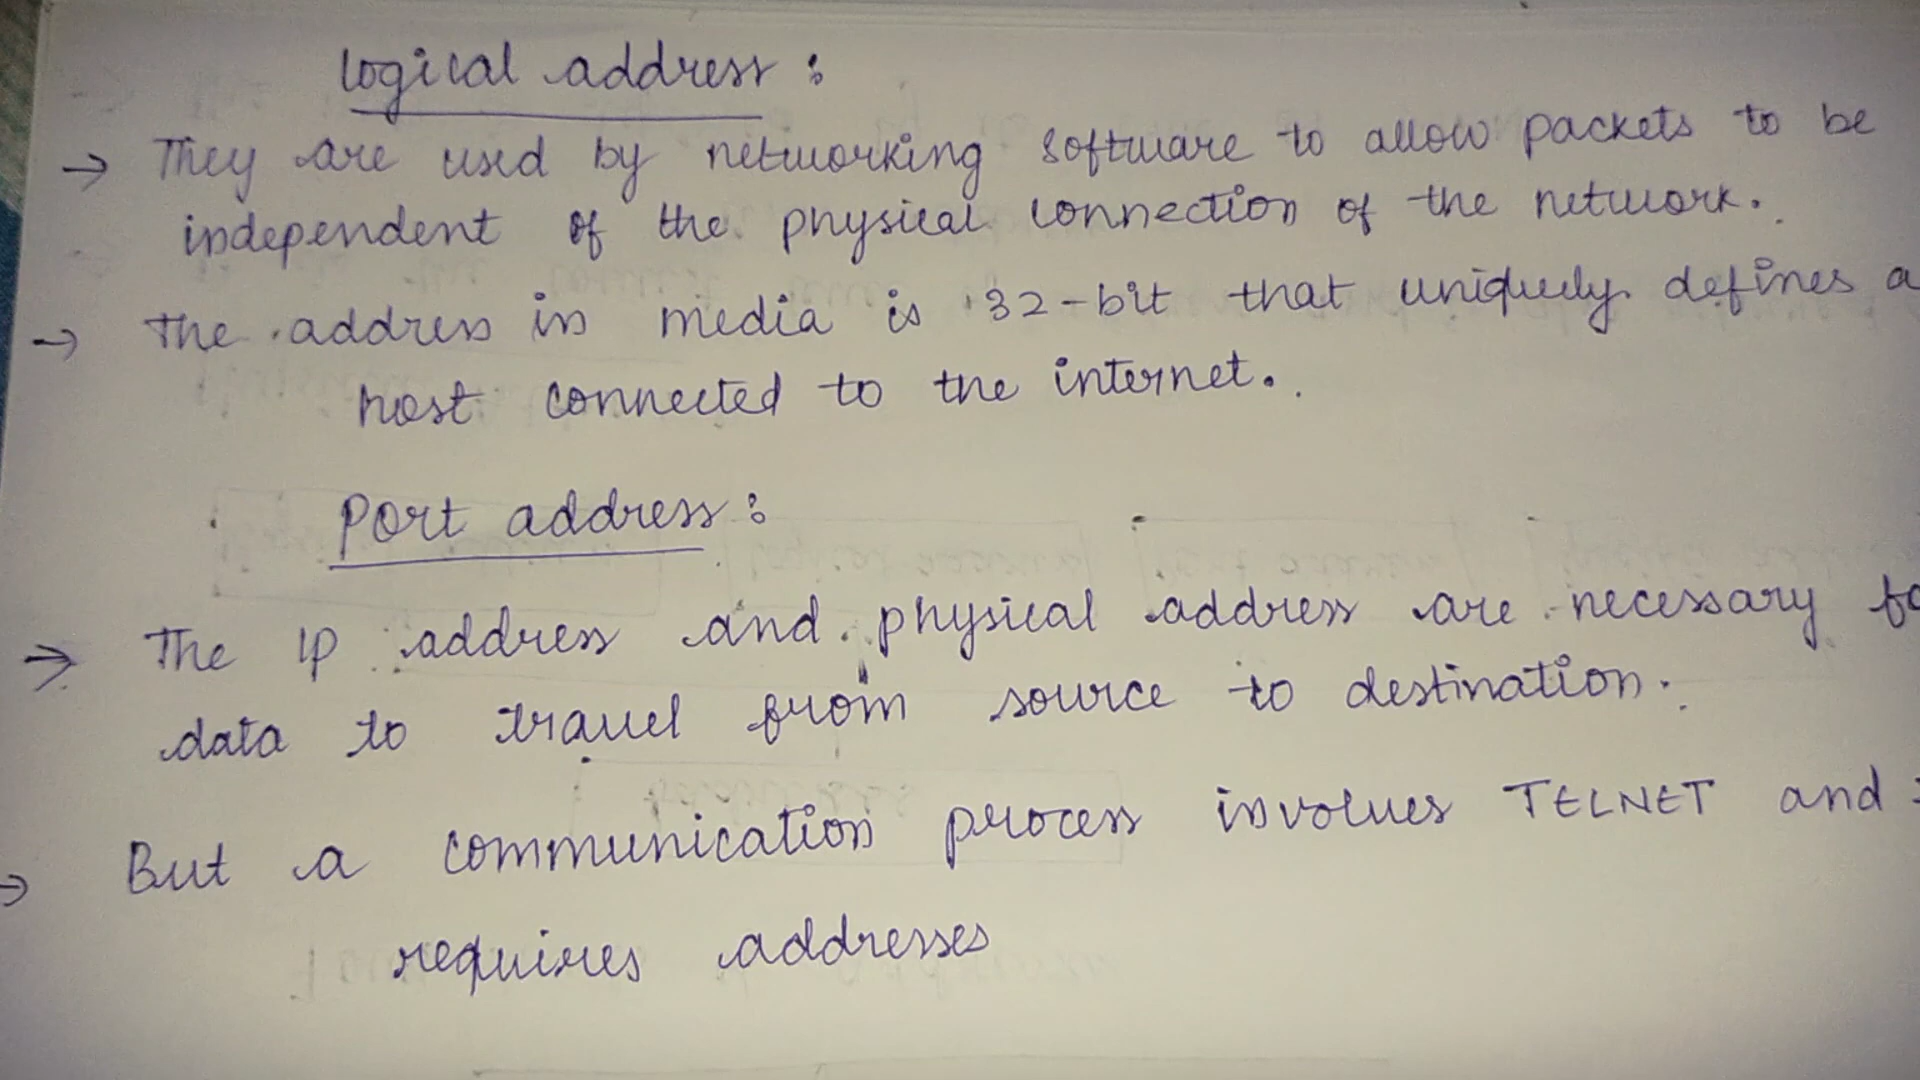 Logical address :
→ They are used by networking software to allow packets to be
independent of the physical connection of the network.
→ The address in media is 32-bit that uniquely defines a
host connected to the internet.
Port address :
→ The IP address and physical address are necessary fo
data to travel from source to destination.
→ But a communication process involves TELNET and
requires addresses